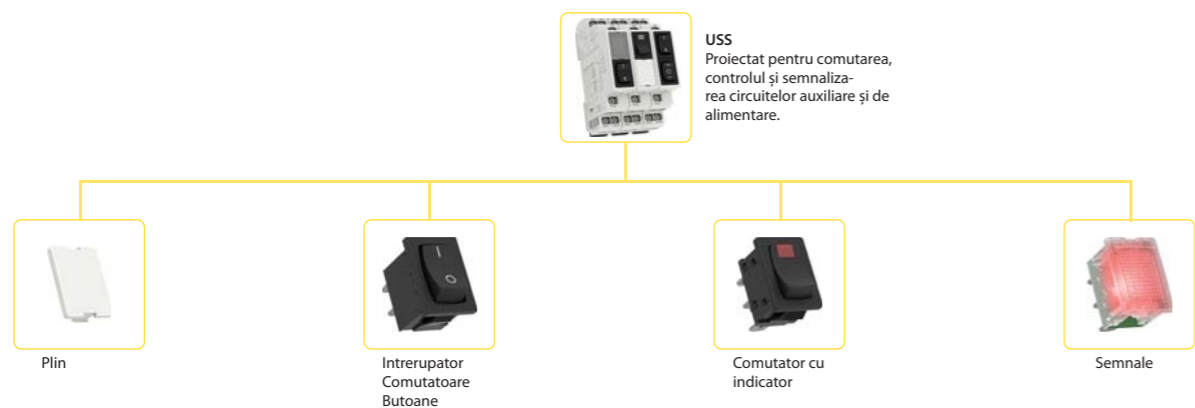 USS
Proiectat pentru comutarea,
controlul și semnaliza-
rea circuitelor auxiliare și de
alimentare.
Plin
Intrerupator
Comutatoare
Butoane
Comutator cu
indicator
Semnale